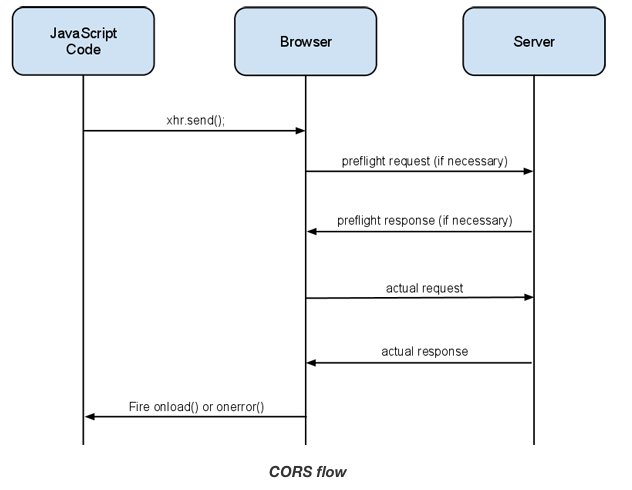 JavaScript
Code
Browser
Server
xhr.send();
preflight request (if necessary)
preflight response (if necessary)
actual request
actual response
Fire onload() or onerror()
CORS flow